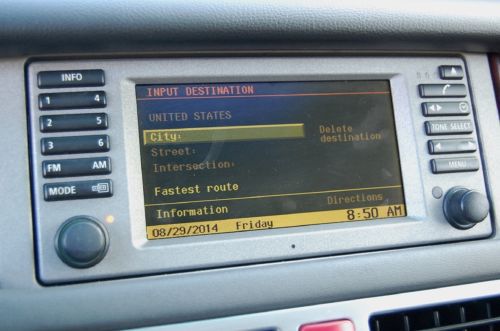 INFO
1 4
2 5
3 6
FM AM
MODE
INPUT DESTINATION
UNITED STATES
City:
Street:
Intersection:
Delete
destination
Fastest route
Information
Directions
08/29/2014 Friday 8:50 AM
TONE SELECT
MENU